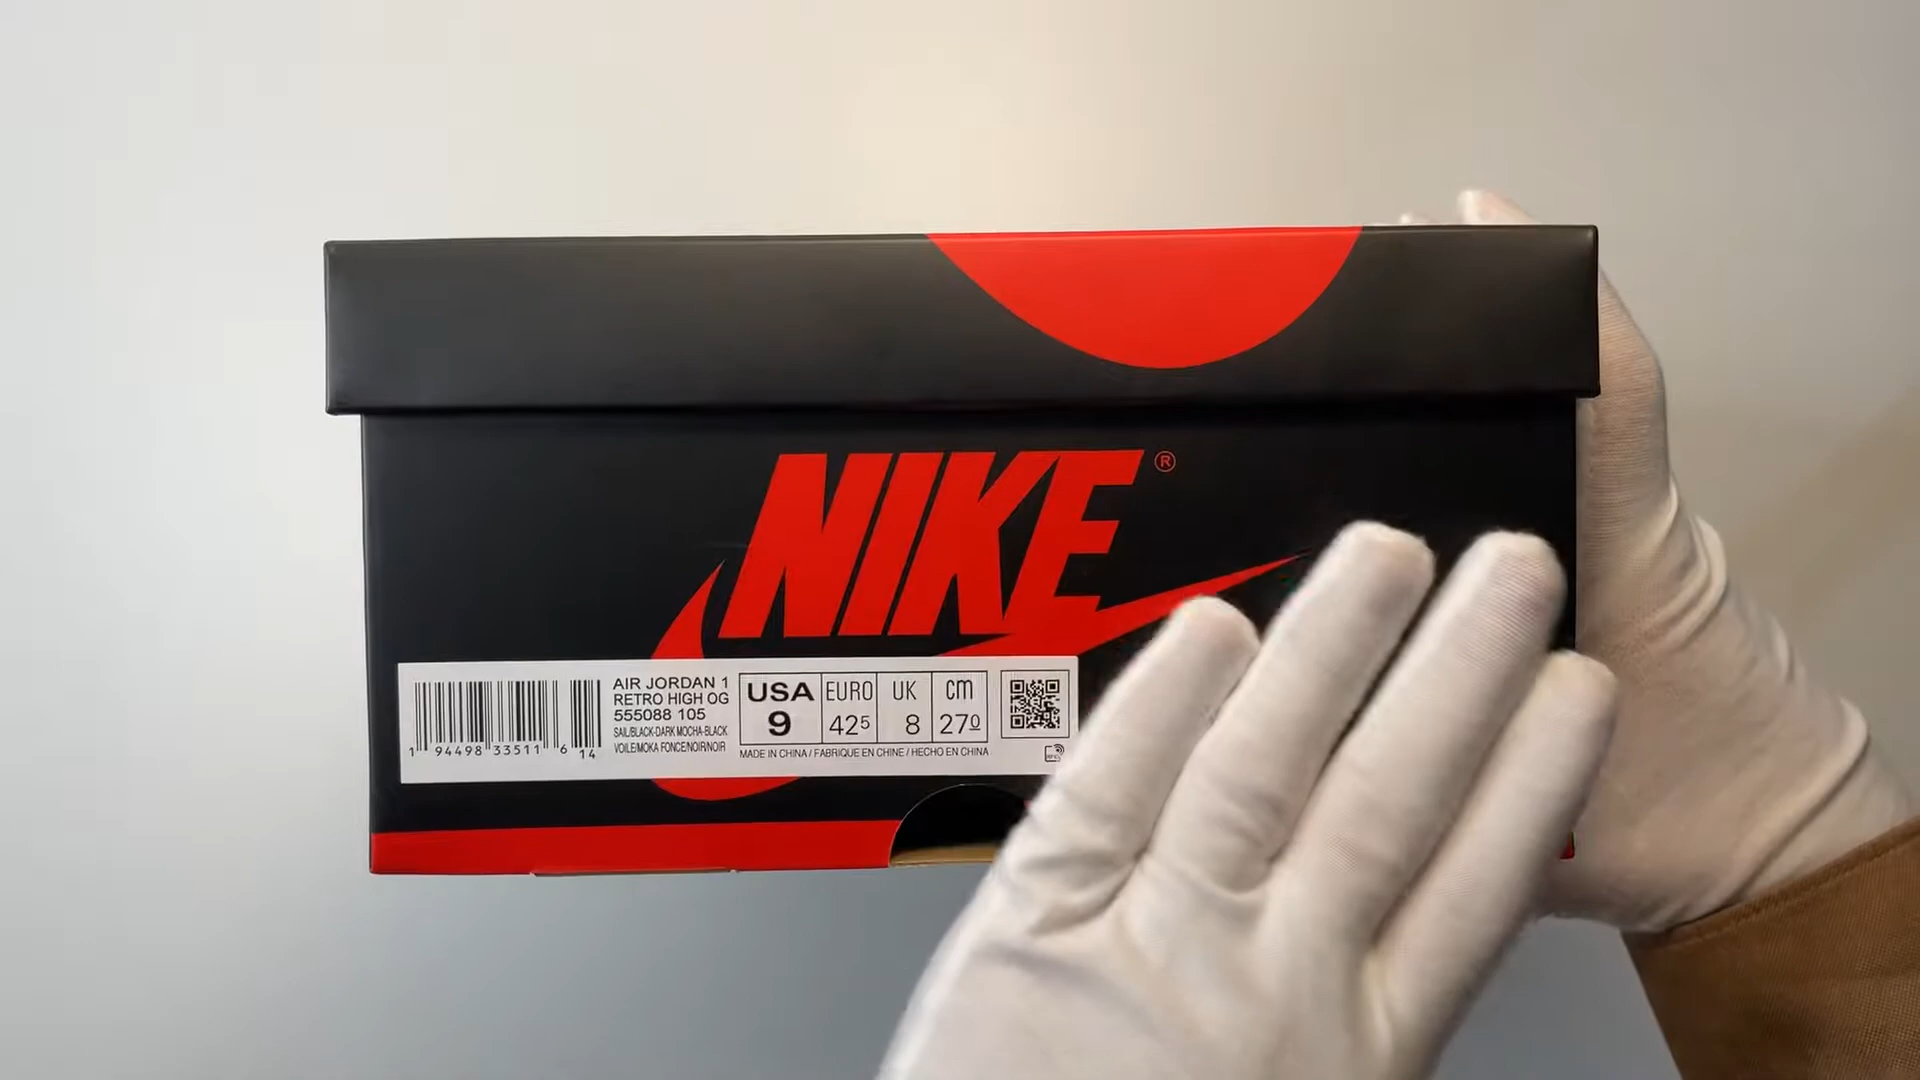 NIKE ®
AIR JORDAN 1
RETRO HIGH OG
555088 105
SAIL/BLACK-DARK MOCHA-BLACK
VOILE/MOKA FONCE/NOIR/NOIR
1 94498 33511 6 14
USA EURO UK cm
9 42 5 8 27 0
MADE IN CHINA / FABRIQUE EN CHINE / HECHO EN CHINA